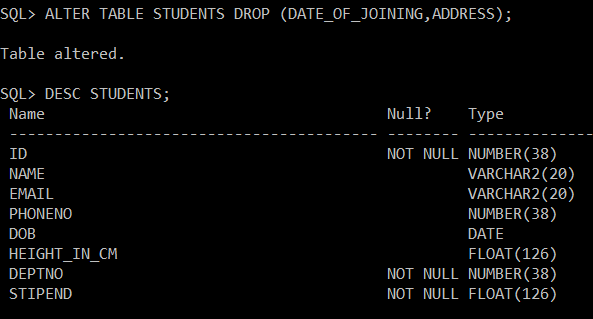 SQL> ALTER TABLE STUDENTS DROP (DATE_OF_JOINING,ADDRESS);
Table altered.
SQL> DESC STUDENTS;
Name Null? Type
----------------------------------------- -------- --------------
ID NOT NULL NUMBER(38)
NAME VARCHAR2(20)
EMAIL VARCHAR2(20)
PHONENO NUMBER(38)
DOB DATE
HEIGHT_IN_CM FLOAT(126)
DEPTNO NOT NULL NUMBER(38)
STIPEND NOT NULL FLOAT(126)